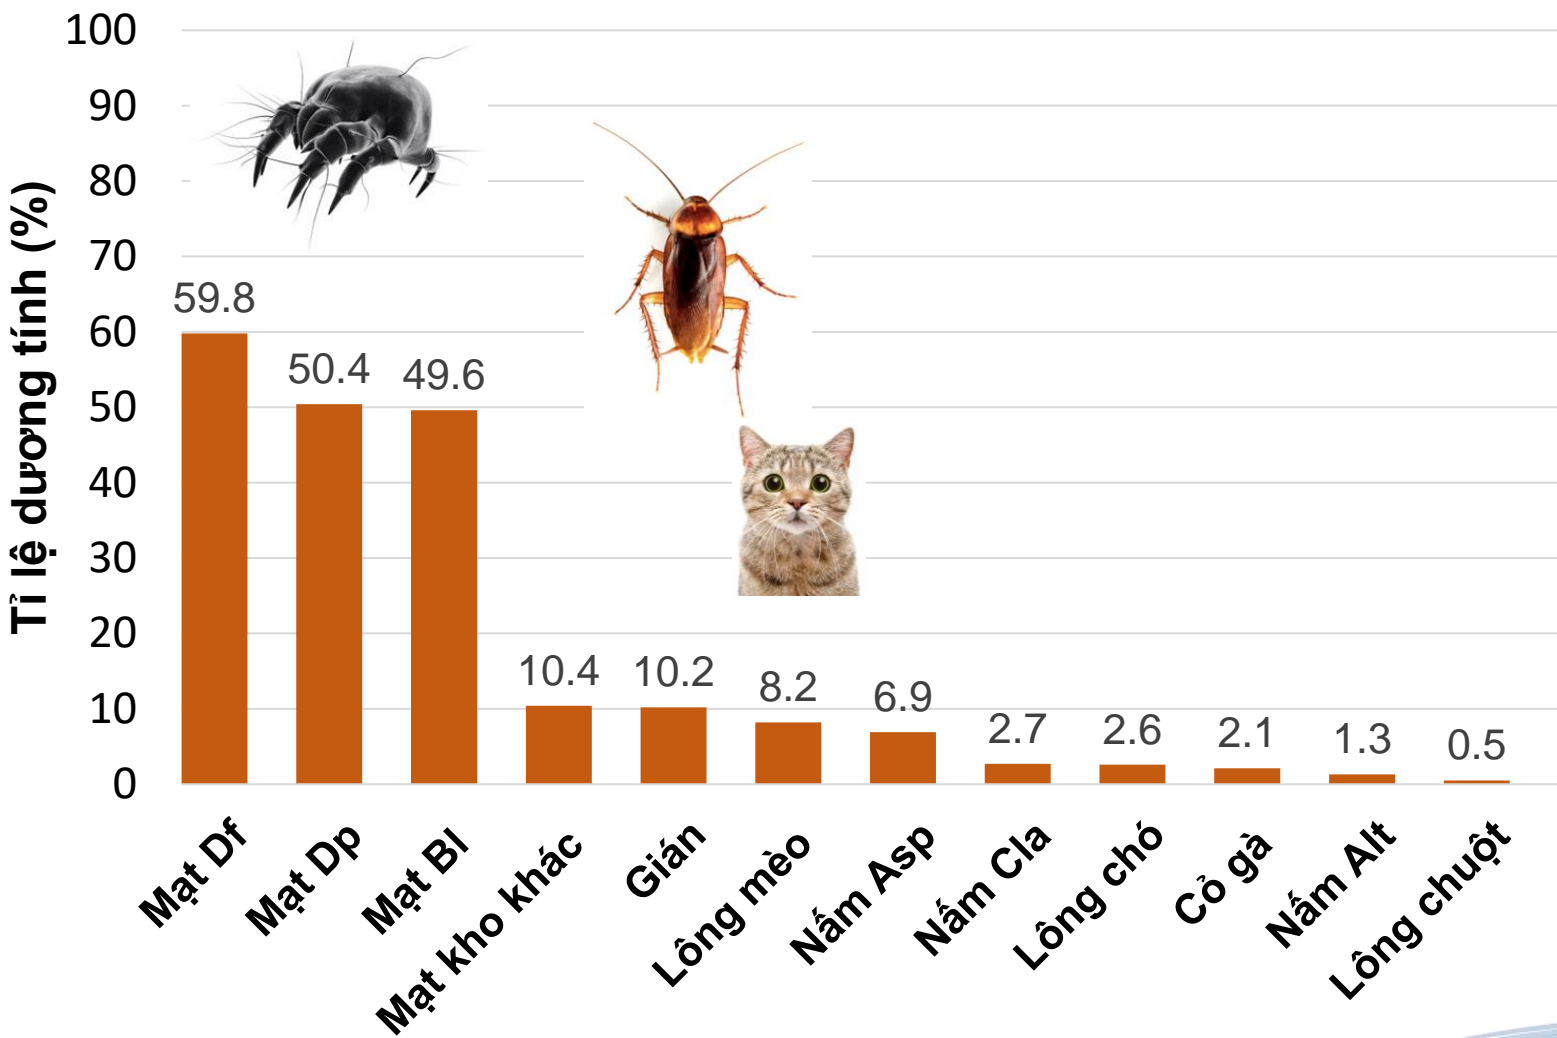 Tỉ lệ dương tính (%)
100
90
80
70
60
50
40
30
20
10
0
59.8
50.4
49.6
10.4
10.2
8.2
6.9
2.7
2.6
2.1
1.3
0.5
Mạt Df
Mạt Dp
Mạt Bl
Mạt kho khác
Gián
Lông mèo
Nấm Asp
Nấm Cla
Lông chó
Cỏ gà
Nấm Alt
Lông chuột